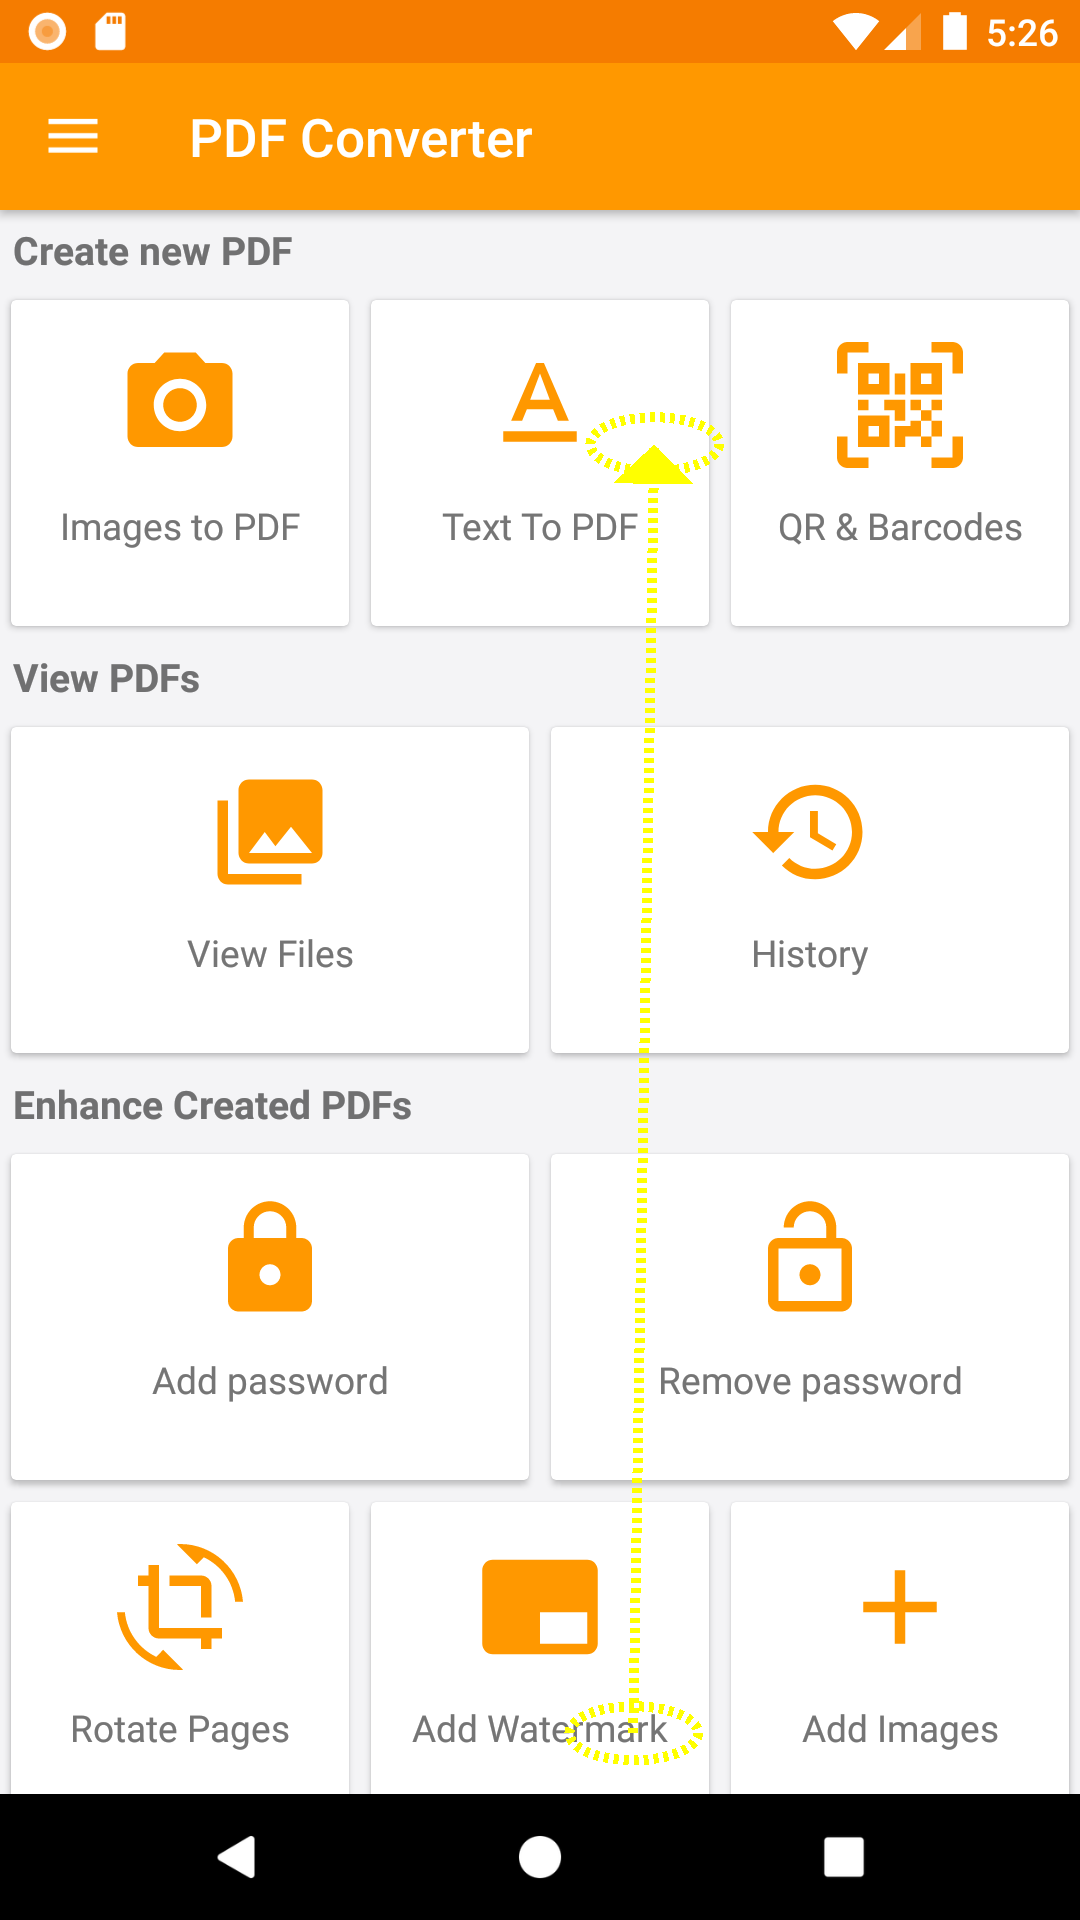 5:26
PDF Converter
Create new PDF
Images to PDF
Text To PDF
QR & Barcodes
View PDFs
View Files
History
Enhance Created PDFs
Add password
Remove password
Rotate Pages
Add Watermark
Add Images